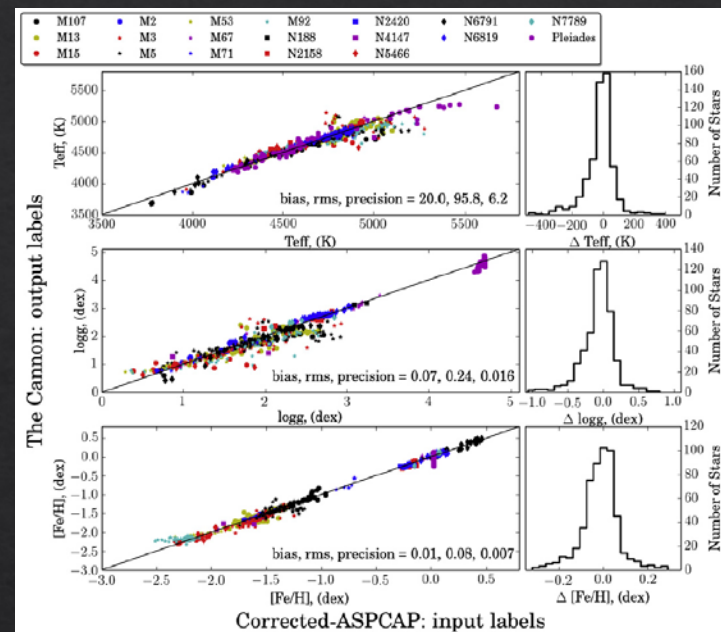 M107 M2 M53 M92 N2420 N6791 N7789
M13 M3 M67 N188 N4147 N6819 Pleiades
M15 M5 M71 N2158 N5466
The Cannon: output labels
Teff, (K)
5500
5000
4500
4000
3500
bias, rms, precision = 20.0, 95.8, 6.2
3500 4000 4500 5000 5500
Teff, (K)
160
140
120
100
80
60
40
20
0
Number of Stars
−400 −200 0 200 400
Δ Teff, (K)
logg, (dex)
5
4
3
2
1
0
bias, rms, precision = 0.07, 0.24, 0.016
0 1 2 3 4 5
logg, (dex)
140
120
100
80
60
40
20
0
Number of Stars
−1.0 −0.5 0.0 0.5 1.0
Δ logg, (dex)
[Fe/H], (dex)
0.5
0.0
−0.5
−1.0
−1.5
−2.0
−2.5
−3.0
bias, rms, precision = 0.01, 0.08, 0.007
−3.0 −2.5 −2.0 −1.5 −1.0 −0.5 0.0 0.5
[Fe/H], (dex)
120
100
80
60
40
20
0
Number of Stars
−0.2 0.0 0.2
Δ [Fe/H], (dex)
Corrected-ASPCAP: input labels